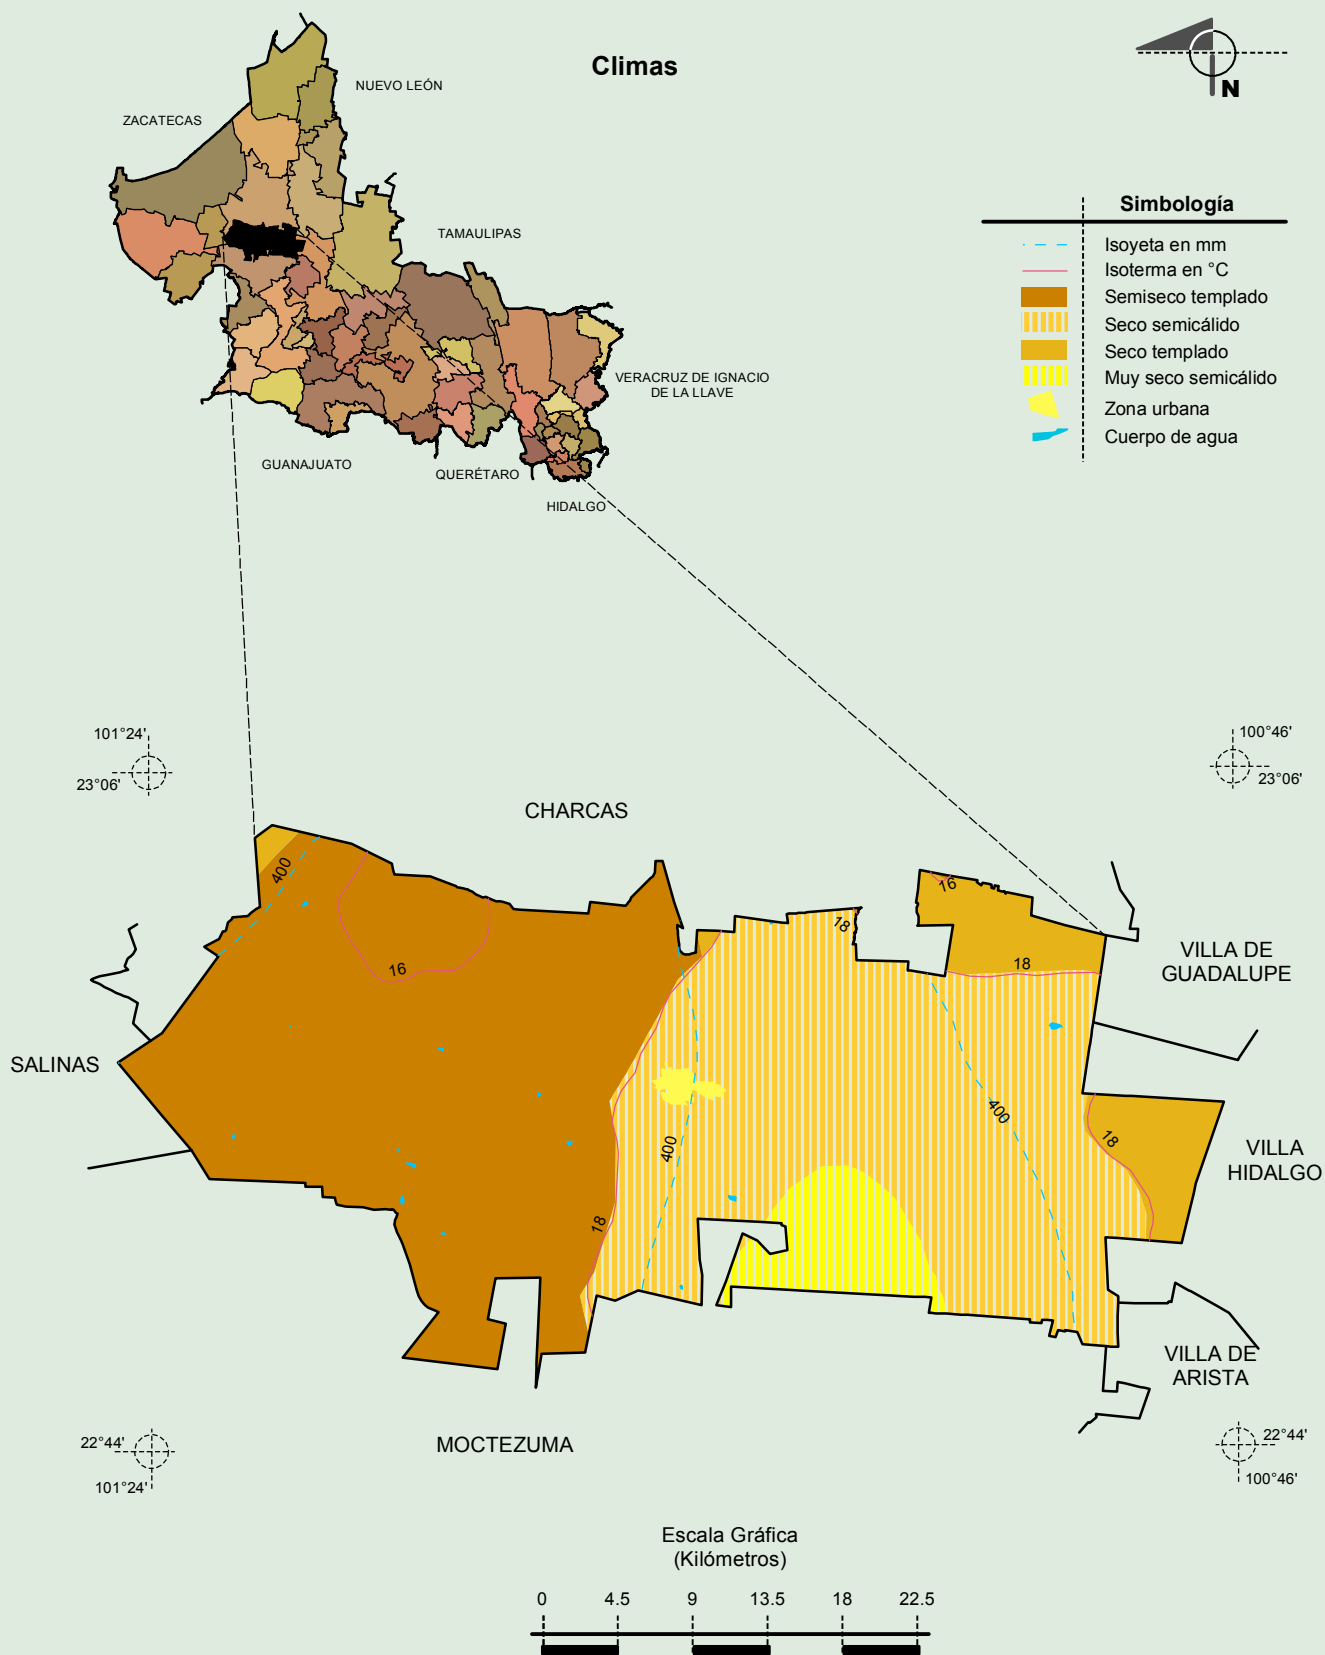 Climas
N
NUEVO LEÓN
ZACATECAS
TAMAULIPAS
VERACRUZ DE IGNACIO
DE LA LLAVE
GUANAJUATO
QUERÉTARO
HIDALGO
Simbología
Isoyeta en mm
Isoterma en °C
Semiseco templado
Seco semicálido
Seco templado
Muy seco semicálido
Zona urbana
Cuerpo de agua
101°24'
23°06'
100°46'
23°06'
CHARCAS
400
16
18
16
18
VILLA DE
GUADALUPE
SALINAS
400
400
18
VILLA
HIDALGO
18
VILLA DE
ARISTA
MOCTEZUMA
22°44'
101°24'
22°44'
100°46'
Escala Gráfica
(Kilómetros)
0 4.5 9 13.5 18 22.5